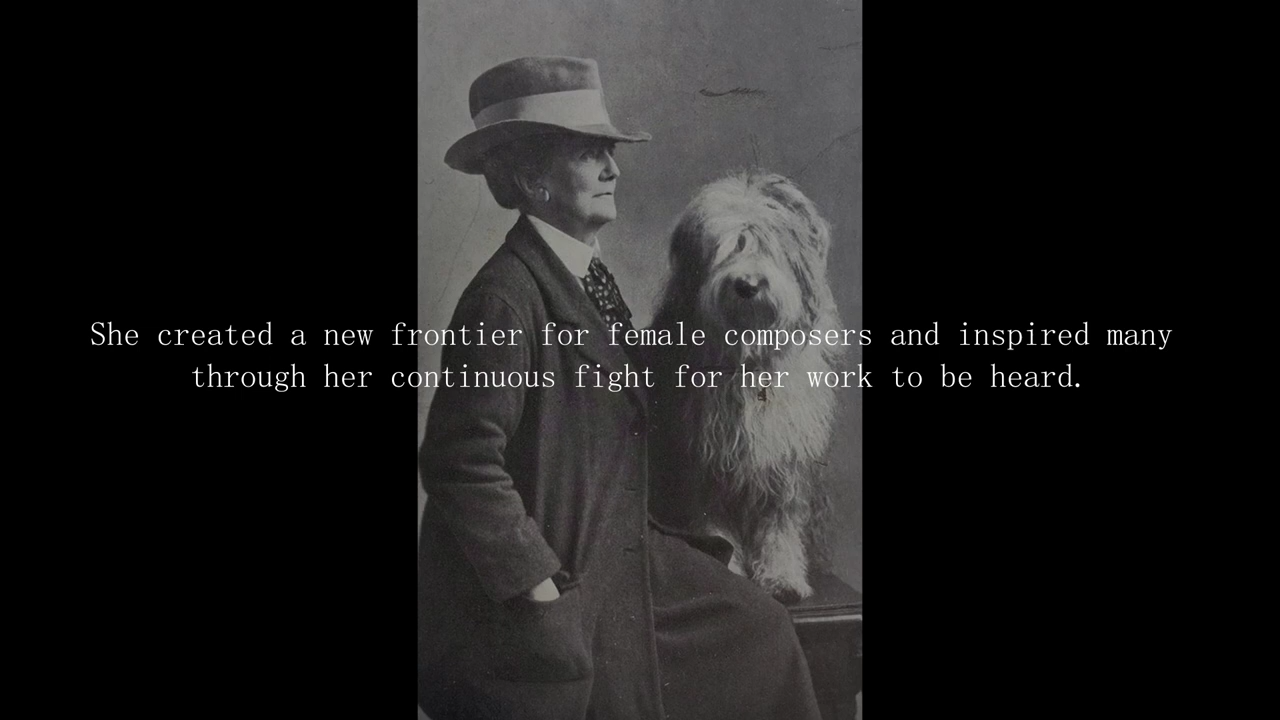 She created a new frontier for female composers and inspired many
through her continuous fight for her work to be heard.